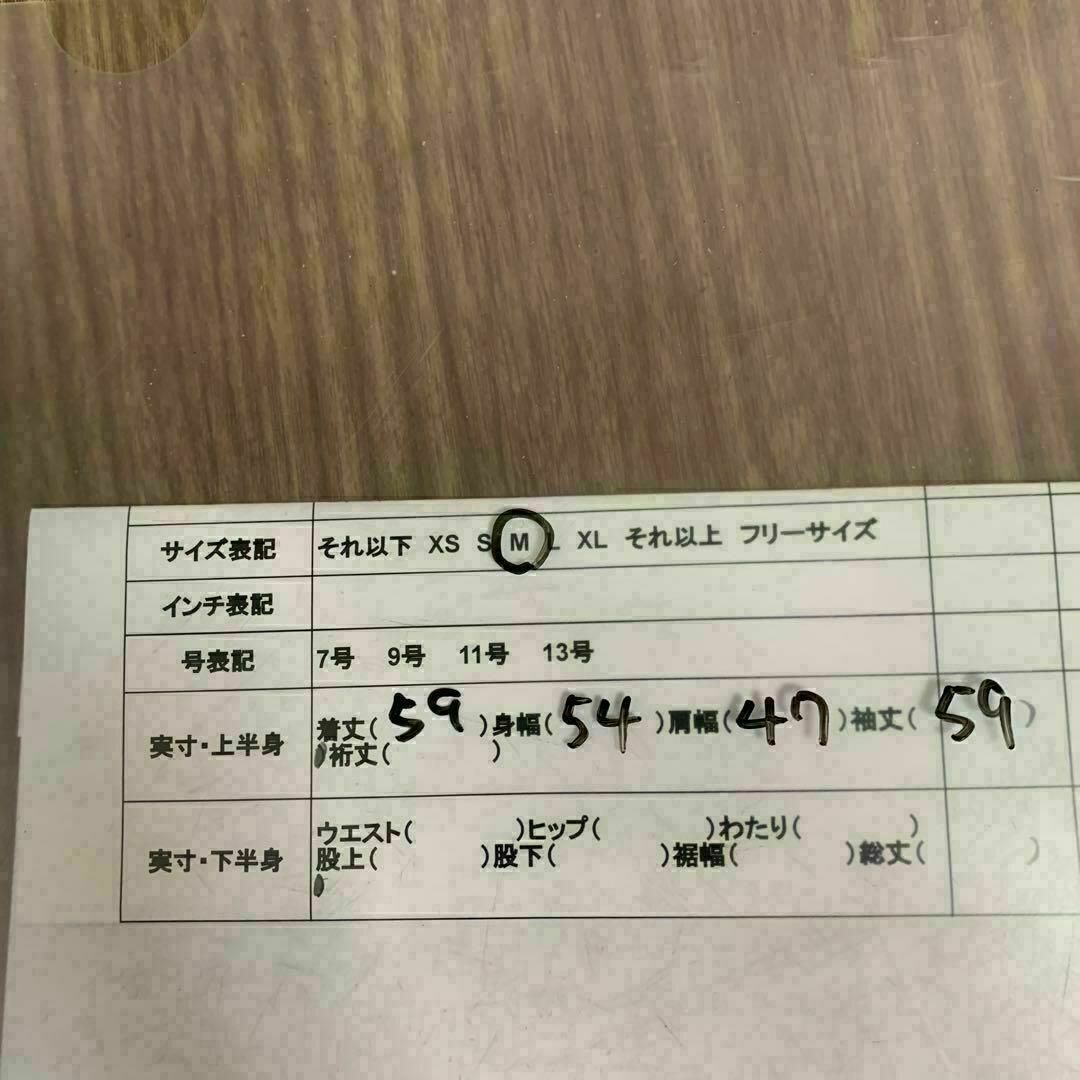 サイズ表記 それ以下 XS S M L XL それ以上 フリーサイズ
インチ表記
号表記 7号 9号 11号 13号
実寸・上半身 着丈(59)身幅(54)肩幅(47)袖丈(59)
)裄丈( )
実寸・下半身 ウエスト( )ヒップ( )わたり( )
股上( )股下( )裾幅( )総丈( )
)